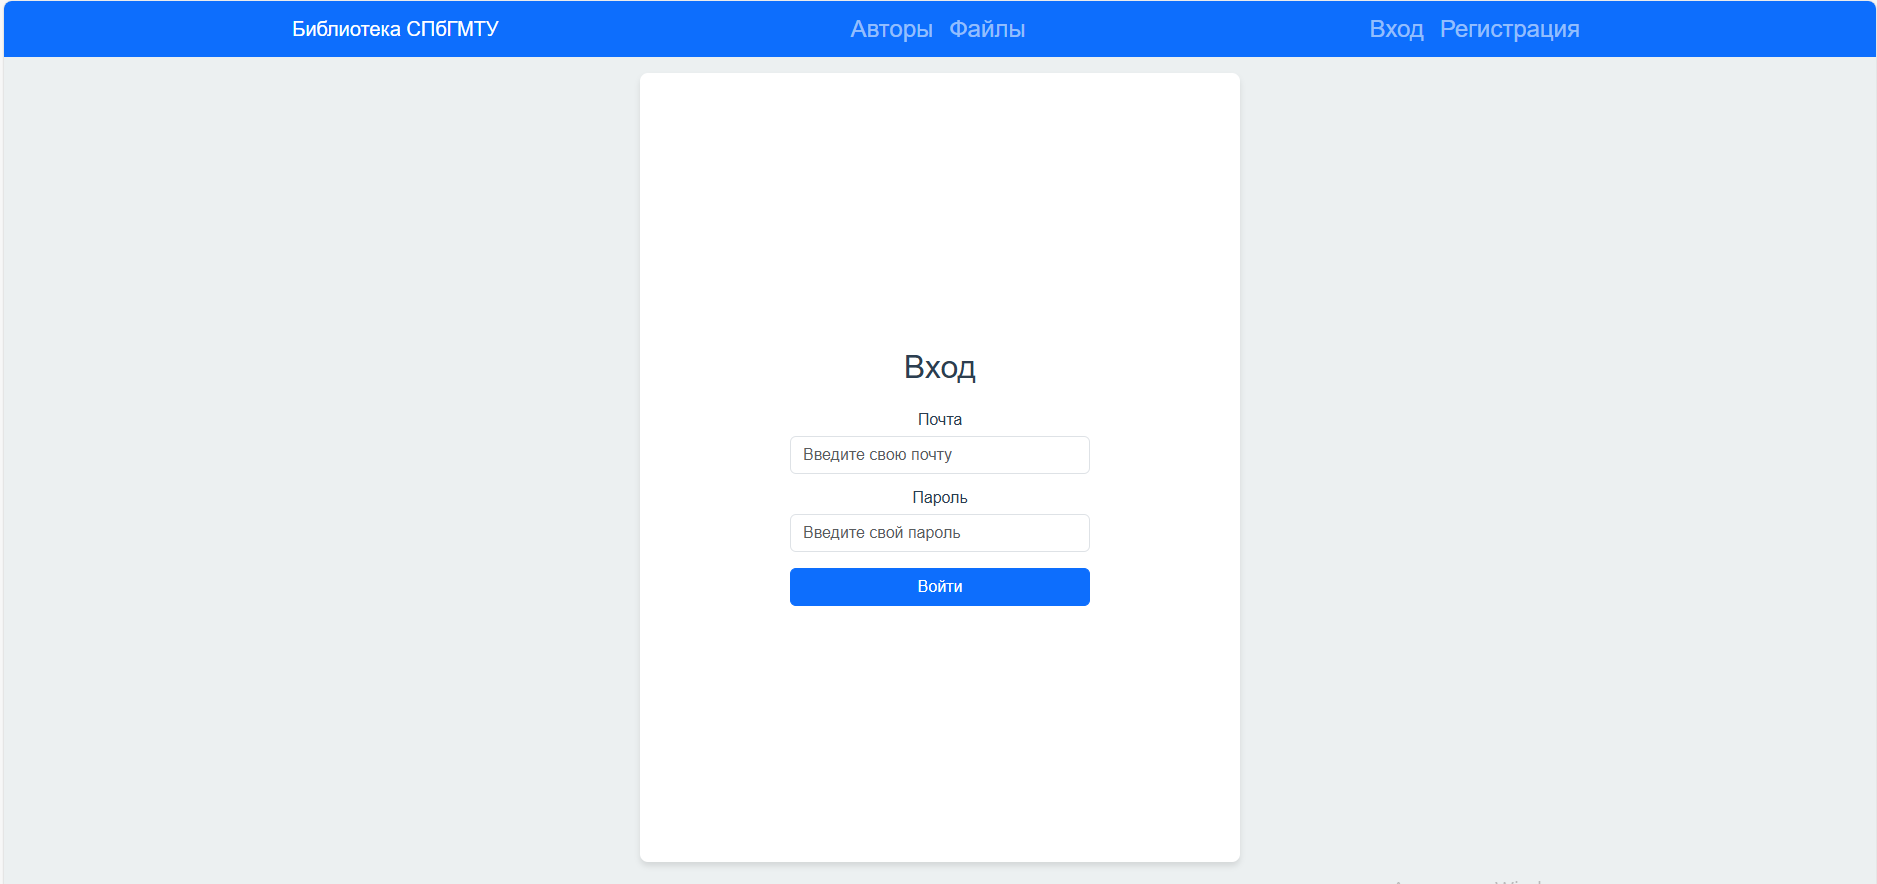 Библиотека СПбГМТУ Авторы Файлы Вход Регистрация
Вход
Почта
Введите свою почту
Пароль
Введите свой пароль
Войти